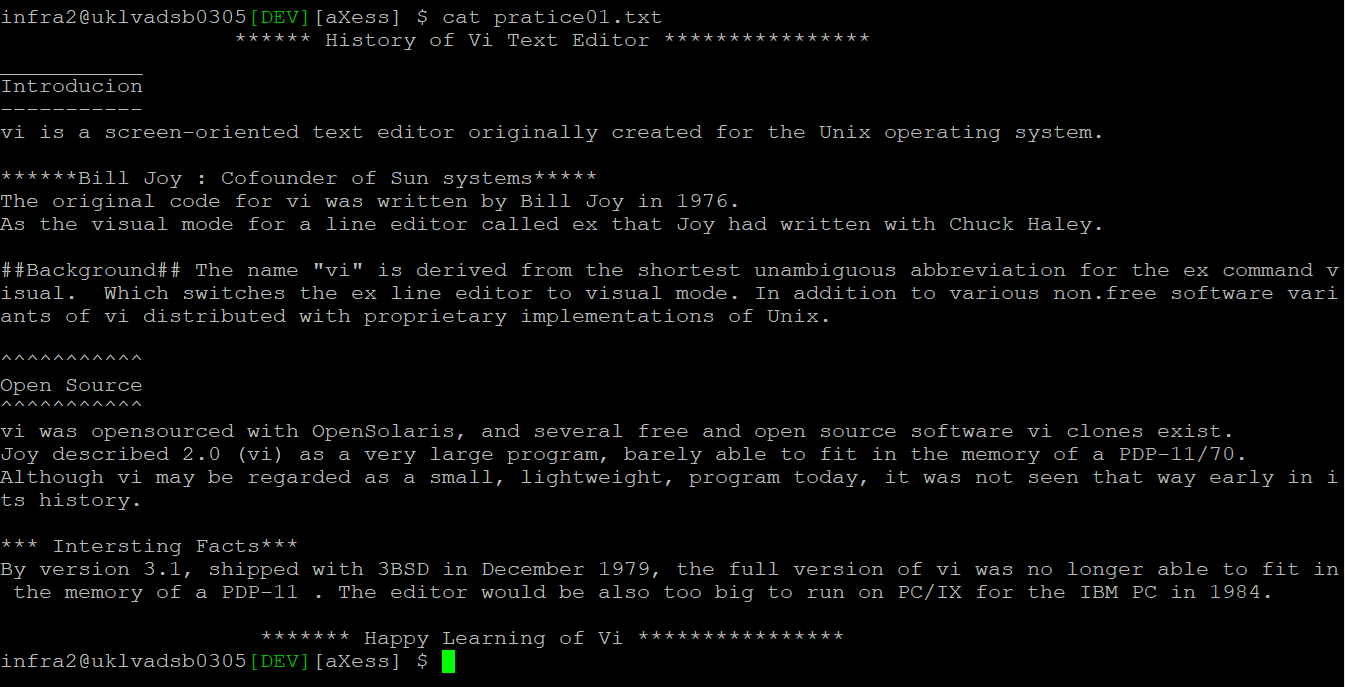 infra2@uklvadsb0305[DEV][aXess] $ cat pratice01.txt
****** History of Vi Text Editor ****************
___________
Introducion
-----------
vi is a screen-oriented text editor originally created for the Unix operating system.
******Bill Joy : Cofounder of Sun systems*****
The original code for vi was written by Bill Joy in 1976.
As the visual mode for a line editor called ex that Joy had written with Chuck Haley.
##Background## The name "vi" is derived from the shortest unambiguous abbreviation for the ex command v
isual.  Which switches the ex line editor to visual mode. In addition to various non.free software vari
ants of vi distributed with proprietary implementations of Unix.
^^^^^^^^^^^
Open Source
^^^^^^^^^^^
vi was opensourced with OpenSolaris, and several free and open source software vi clones exist.
Joy described 2.0 (vi) as a very large program, barely able to fit in the memory of a PDP-11/70.
Although vi may be regarded as a small, lightweight, program today, it was not seen that way early in i
ts history.
*** Intersting Facts***
By version 3.1, shipped with 3BSD in December 1979, the full version of vi was no longer able to fit in
 the memory of a PDP-11 . The editor would be also too big to run on PC/IX for the IBM PC in 1984.
******* Happy Learning of Vi ****************
infra2@uklvadsb0305[DEV][aXess] $